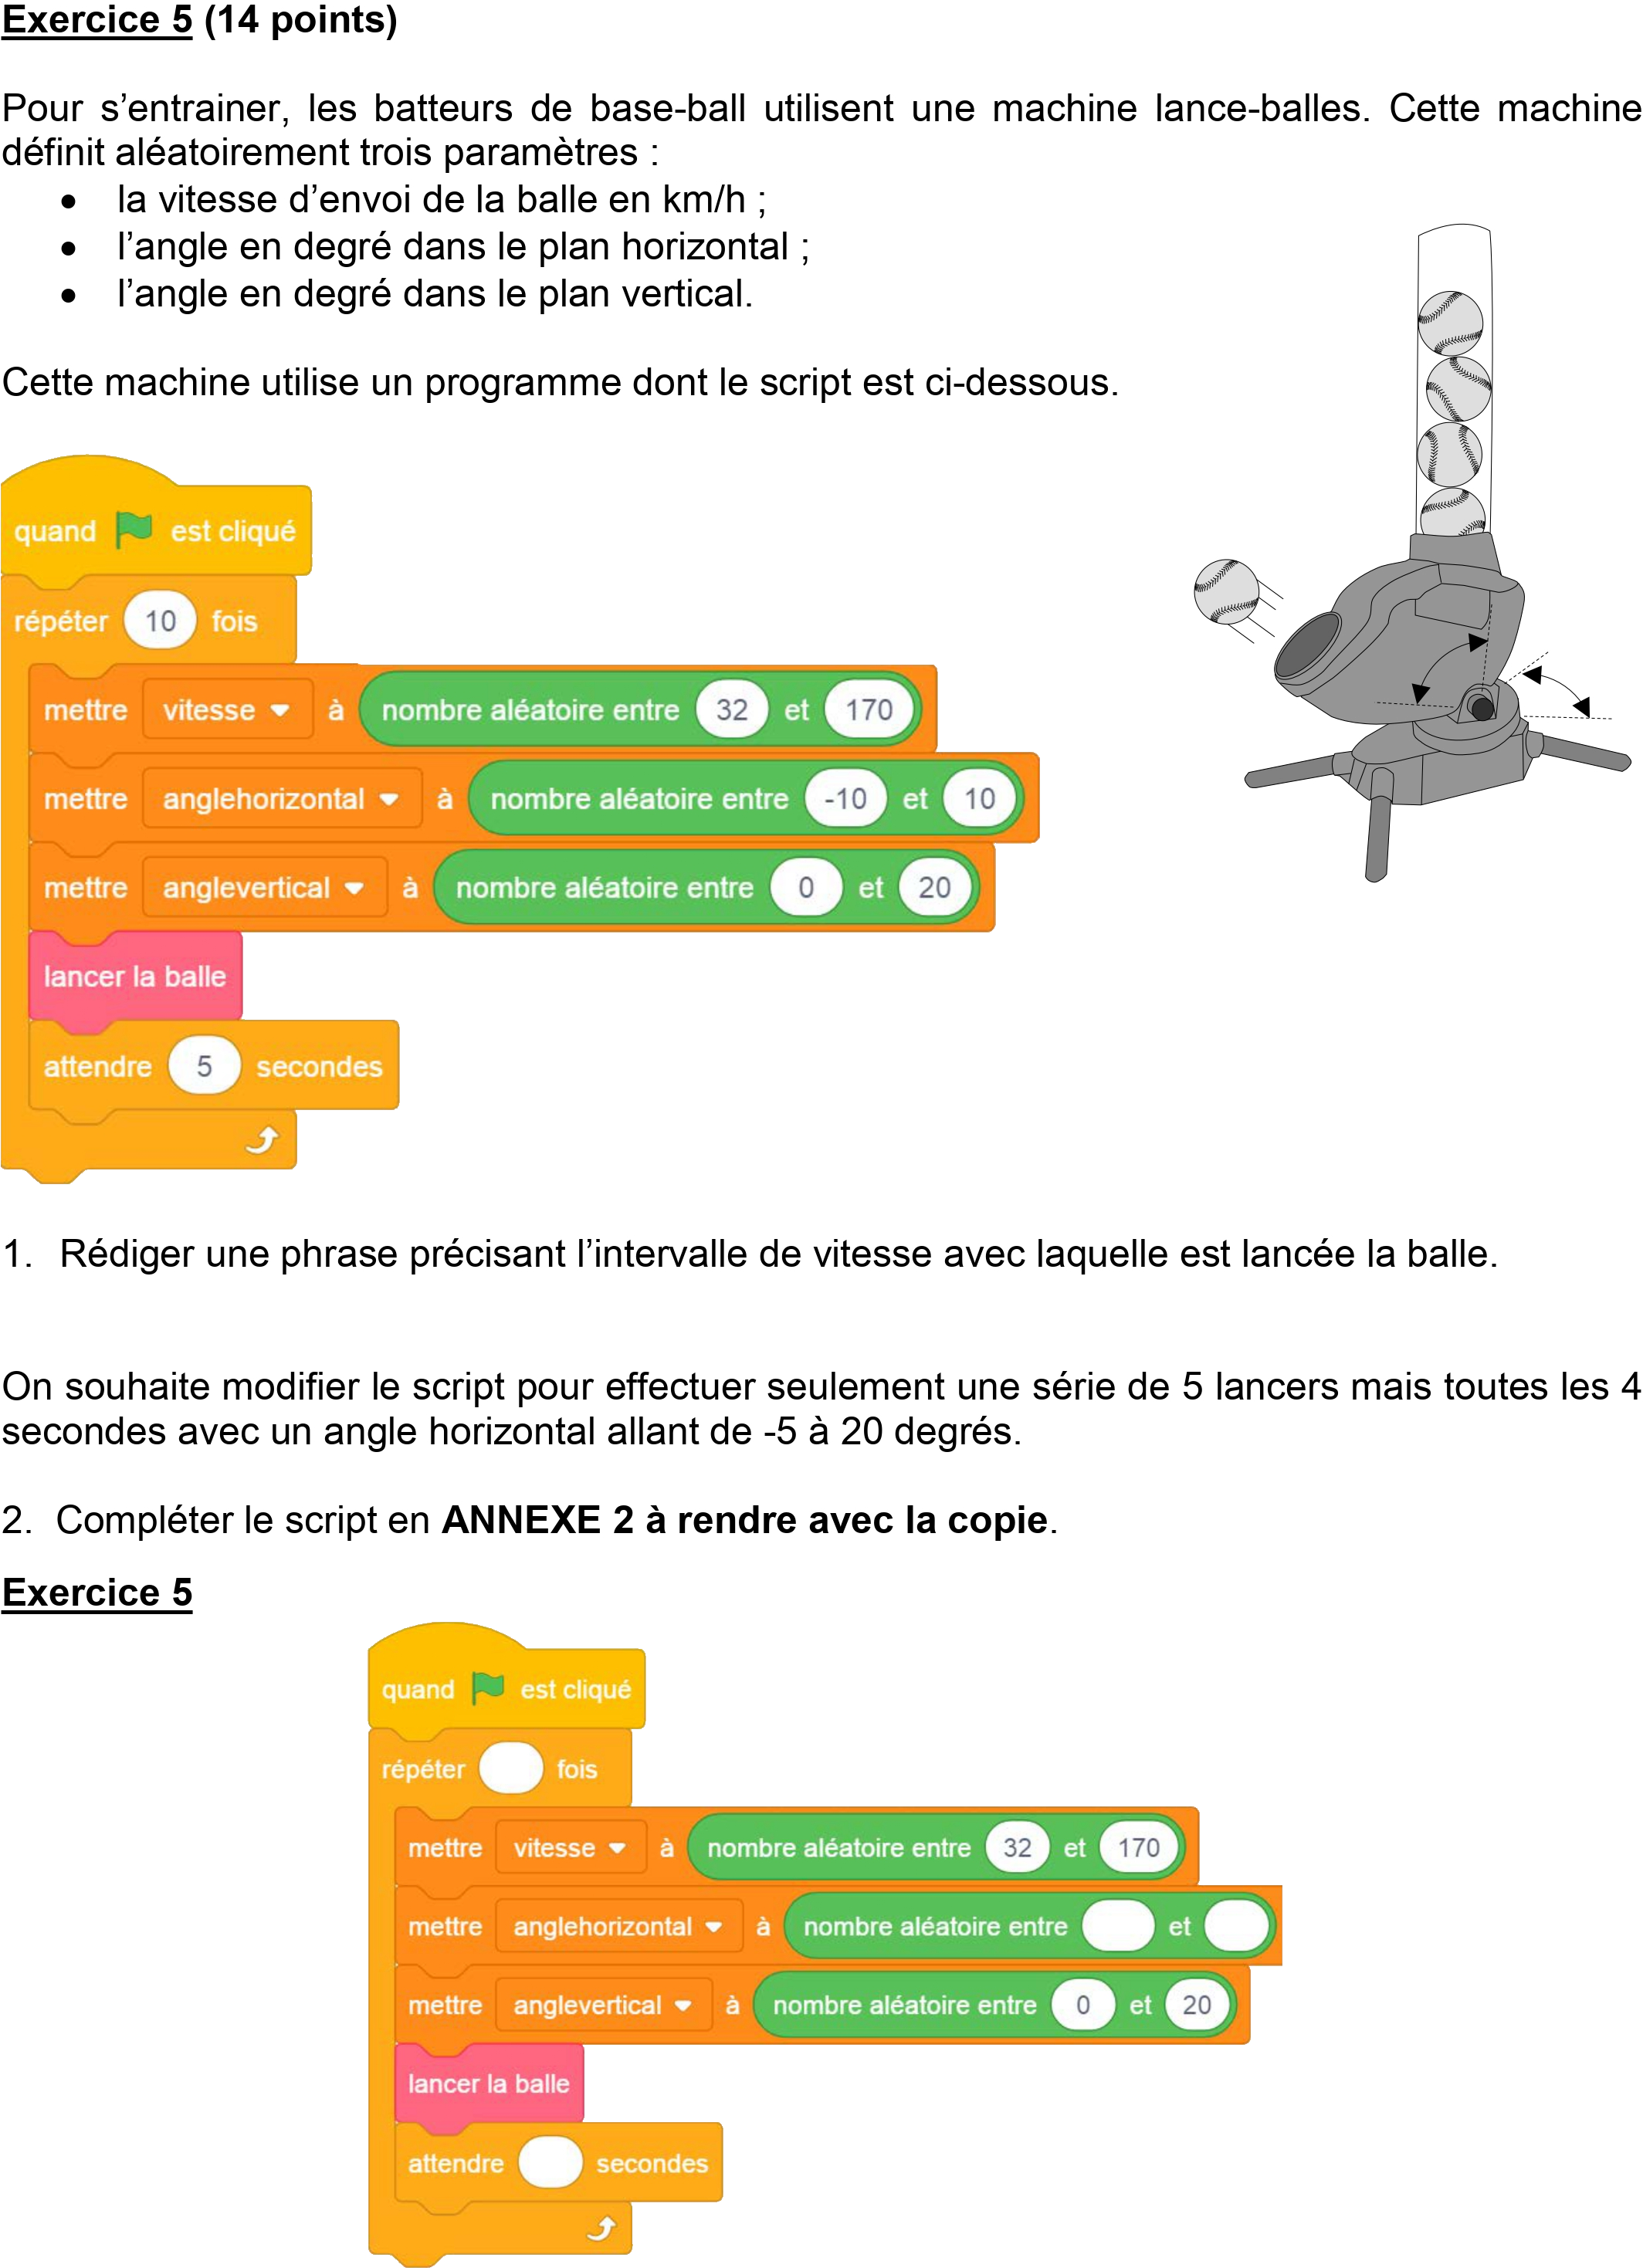 Exercice 5 (14 points)
Pour s’entrainer, les batteurs de base-ball utilisent une machine lance-balles. Cette machine
définit aléatoirement trois paramètres :
• la vitesse d’envoi de la balle en km/h ;
• l’angle en degré dans le plan horizontal ;
• l’angle en degré dans le plan vertical.
Cette machine utilise un programme dont le script est ci-dessous.
quand est cliqué
répéter 10 fois
mettre vitesse à nombre aléatoire entre 32 et 170
mettre anglehorizontal à nombre aléatoire entre -10 et 10
mettre anglevertical à nombre aléatoire entre 0 et 20
lancer la balle
attendre 5 secondes
1. Rédiger une phrase précisant l’intervalle de vitesse avec laquelle est lancée la balle.
On souhaite modifier le script pour effectuer seulement une série de 5 lancers mais toutes les 4
secondes avec un angle horizontal allant de -5 à 20 degrés.
2. Compléter le script en ANNEXE 2 à rendre avec la copie.
Exercice 5
quand est cliqué
répéter fois
mettre vitesse à nombre aléatoire entre 32 et 170
mettre anglehorizontal à nombre aléatoire entre et
mettre anglevertical à nombre aléatoire entre 0 et 20
lancer la balle
attendre secondes